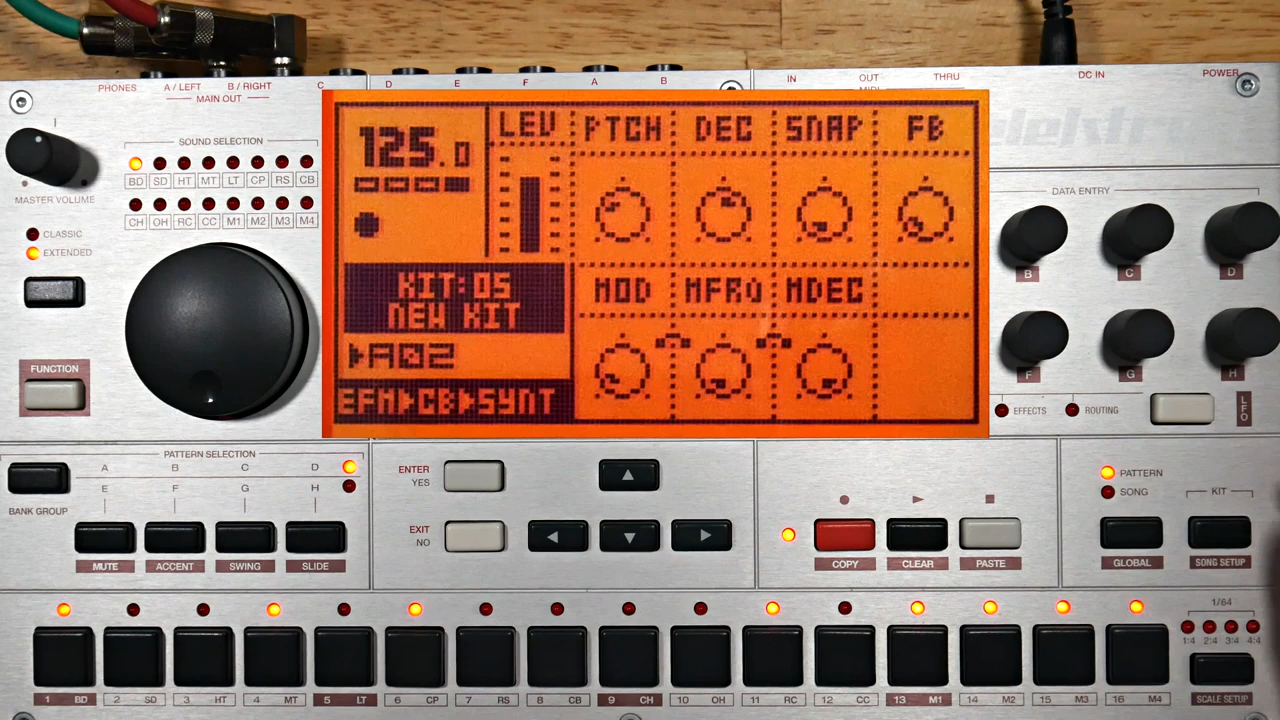 PHONES A / LEFT B / RIGHT C D E F A B IN OUT THRU DC IN POWER
MAIN OUT
SOUND SELECTION
BD SD HT MT LT CP RS CB
CH OH RC CC M1 M2 M3 M4
MASTER VOLUME
CLASSIC
EXTENDED
FUNCTION
125.0
LEV PTCH DEC SNAP FB
KIT:05
NEW KIT
MOD MFRQ MDEC
A02
EFM CB SYNT
DATA ENTRY
B C D
F G H
EFFECTS ROUTING
LFO
PATTERN SELECTION
A B C D
E F G H
BANK GROUP
MUTE ACCENT SWING SLIDE
ENTER
YES
EXIT
NO
COPY CLEAR PASTE
PATTERN
SONG
KIT
GLOBAL SONG SETUP
1/64
1:4 2:4 3:4 4:4
SCALE SETUP
1 BD 2 SD 3 HT 4 MT 5 LT 6 CP 7 RS 8 CB 9 CH 10 OH 11 RC 12 CC 13 M1 14 M2 15 M3 16 M4